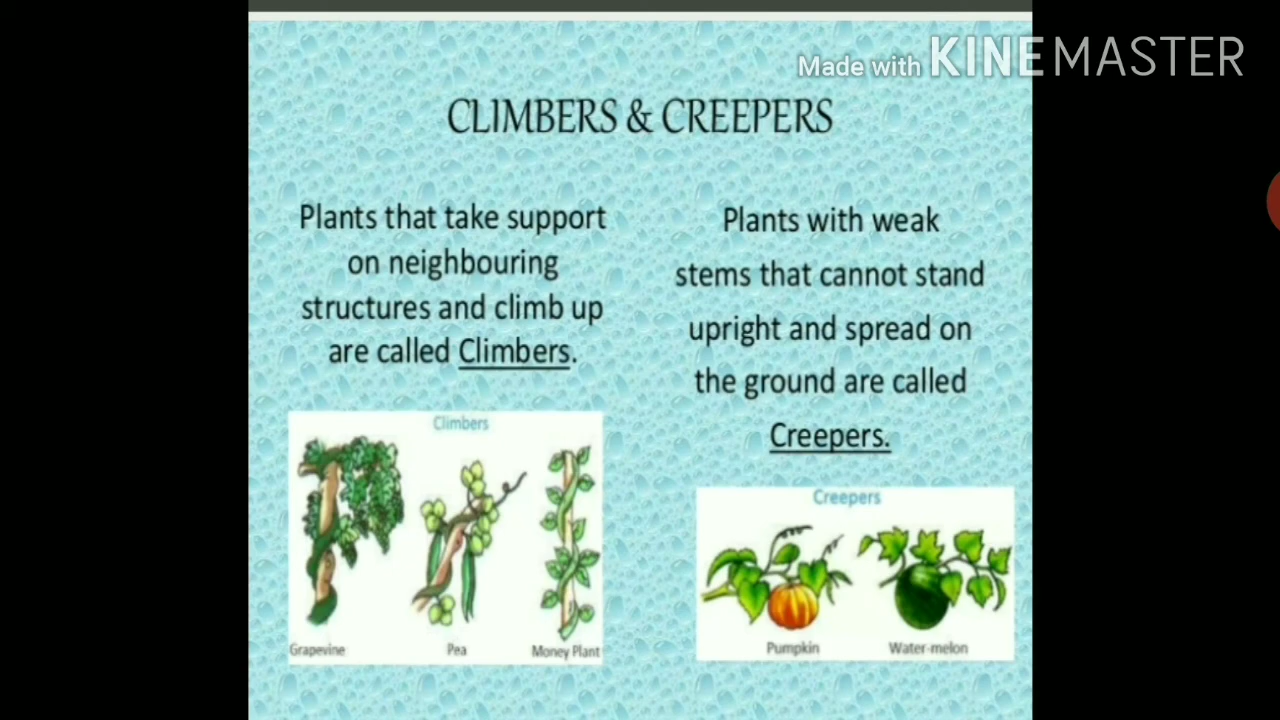 Made with KINEMASTER
CLIMBERS & CREEPERS
Plants that take support
on neighbouring
structures and climb up
are called Climbers.
Climbers
Grapevine
Pea
Money Plant
Plants with weak
stems that cannot stand
upright and spread on
the ground are called
Creepers.
Creepers
Pumpkin
Water-melon